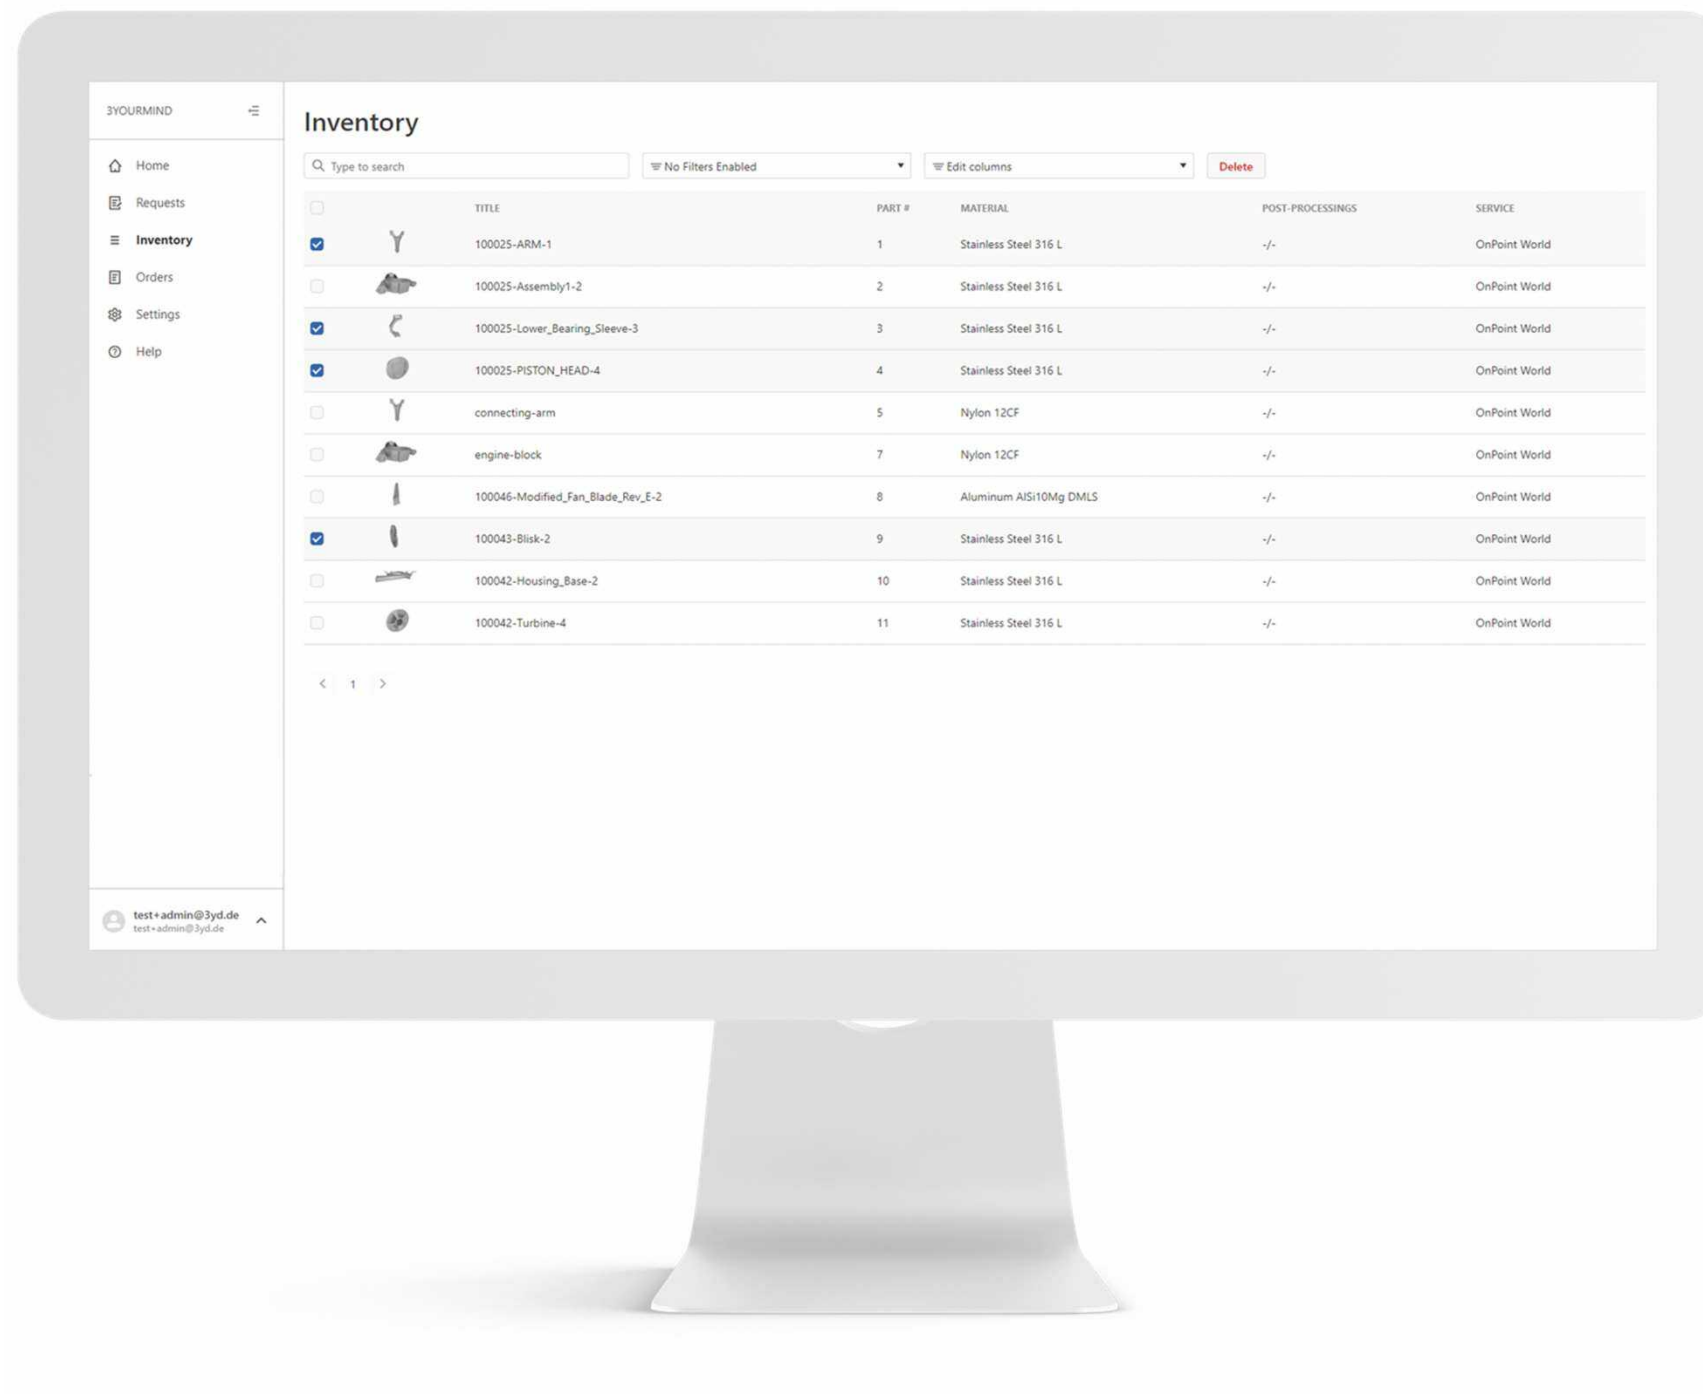 3YOURMIND
Home
Requests
Inventory
Orders
Settings
Help
test+admin@3yd.de
test+admin@3yd.de
Inventory
Type to search
No Filters Enabled
Edit columns
Delete
TITLE PART # MATERIAL POST-PROCESSINGS SERVICE
100025-ARM-1 1 Stainless Steel 316 L -/- OnPoint World
100025-Assembly1-2 2 Stainless Steel 316 L -/- OnPoint World
100025-Lower_Bearing_Sleeve-3 3 Stainless Steel 316 L -/- OnPoint World
100025-PISTON_HEAD-4 4 Stainless Steel 316 L -/- OnPoint World
connecting-arm 5 Nylon 12CF -/- OnPoint World
engine-block 7 Nylon 12CF -/- OnPoint World
100046-Modified_Fan_Blade_Rev_E-2 8 Aluminum AlSi10Mg DMLS -/- OnPoint World
100043-Blisk-2 9 Stainless Steel 316 L -/- OnPoint World
100042-Housing_Base-2 10 Stainless Steel 316 L -/- OnPoint World
100042-Turbine-4 11 Stainless Steel 316 L -/- OnPoint World
< 1 >